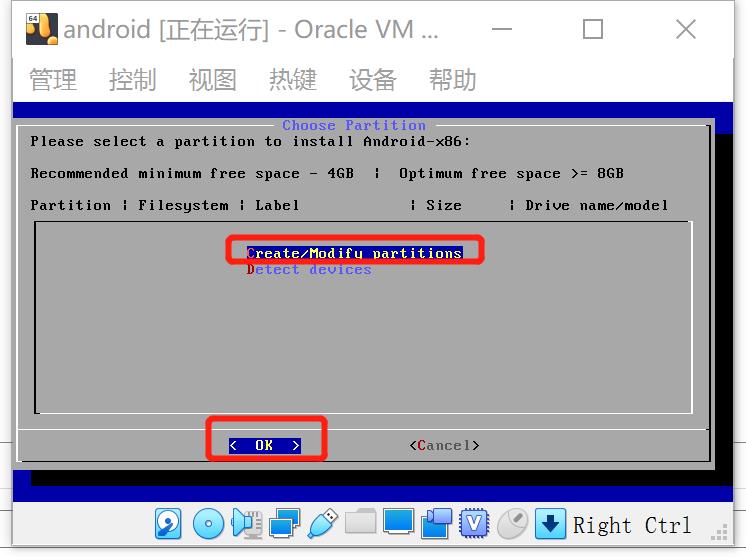 64
android [正在运行] - Oracle VM ...
管理 控制 视图 热键 设备 帮助
Choose Partition
Please select a partition to install Android-x86:
Recommended minimum free space - 4GB | Optimum free space >= 8GB
Partition | Filesystem | Label | Size | Drive name/model
Create/Modify partitions
Detect devices
< OK > <Cancel>
V
Right Ctrl